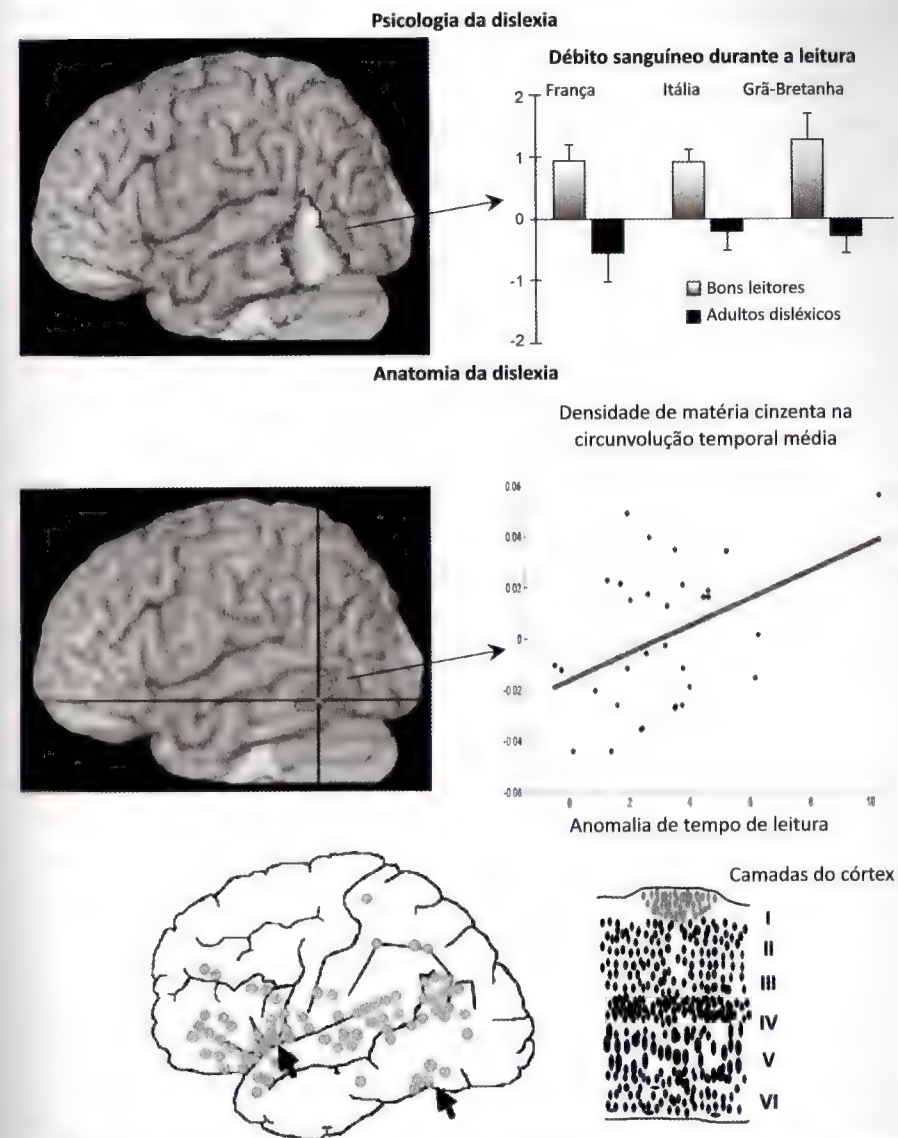 Psicologia da dislexia
Débito sanguíneo durante a leitura
França Itália Grã-Bretanha
2
1
0
-1
-2
Bons leitores
Adultos disléxicos
Anatomia da dislexia
Densidade de matéria cinzenta na
circunvolução temporal média
0.06
0.04
0.02
0
-0.02
-0.04
-0.06
0 2 4 6 8 10
Anomalia de tempo de leitura
Camadas do córtex
I
II
III
IV
V
VI